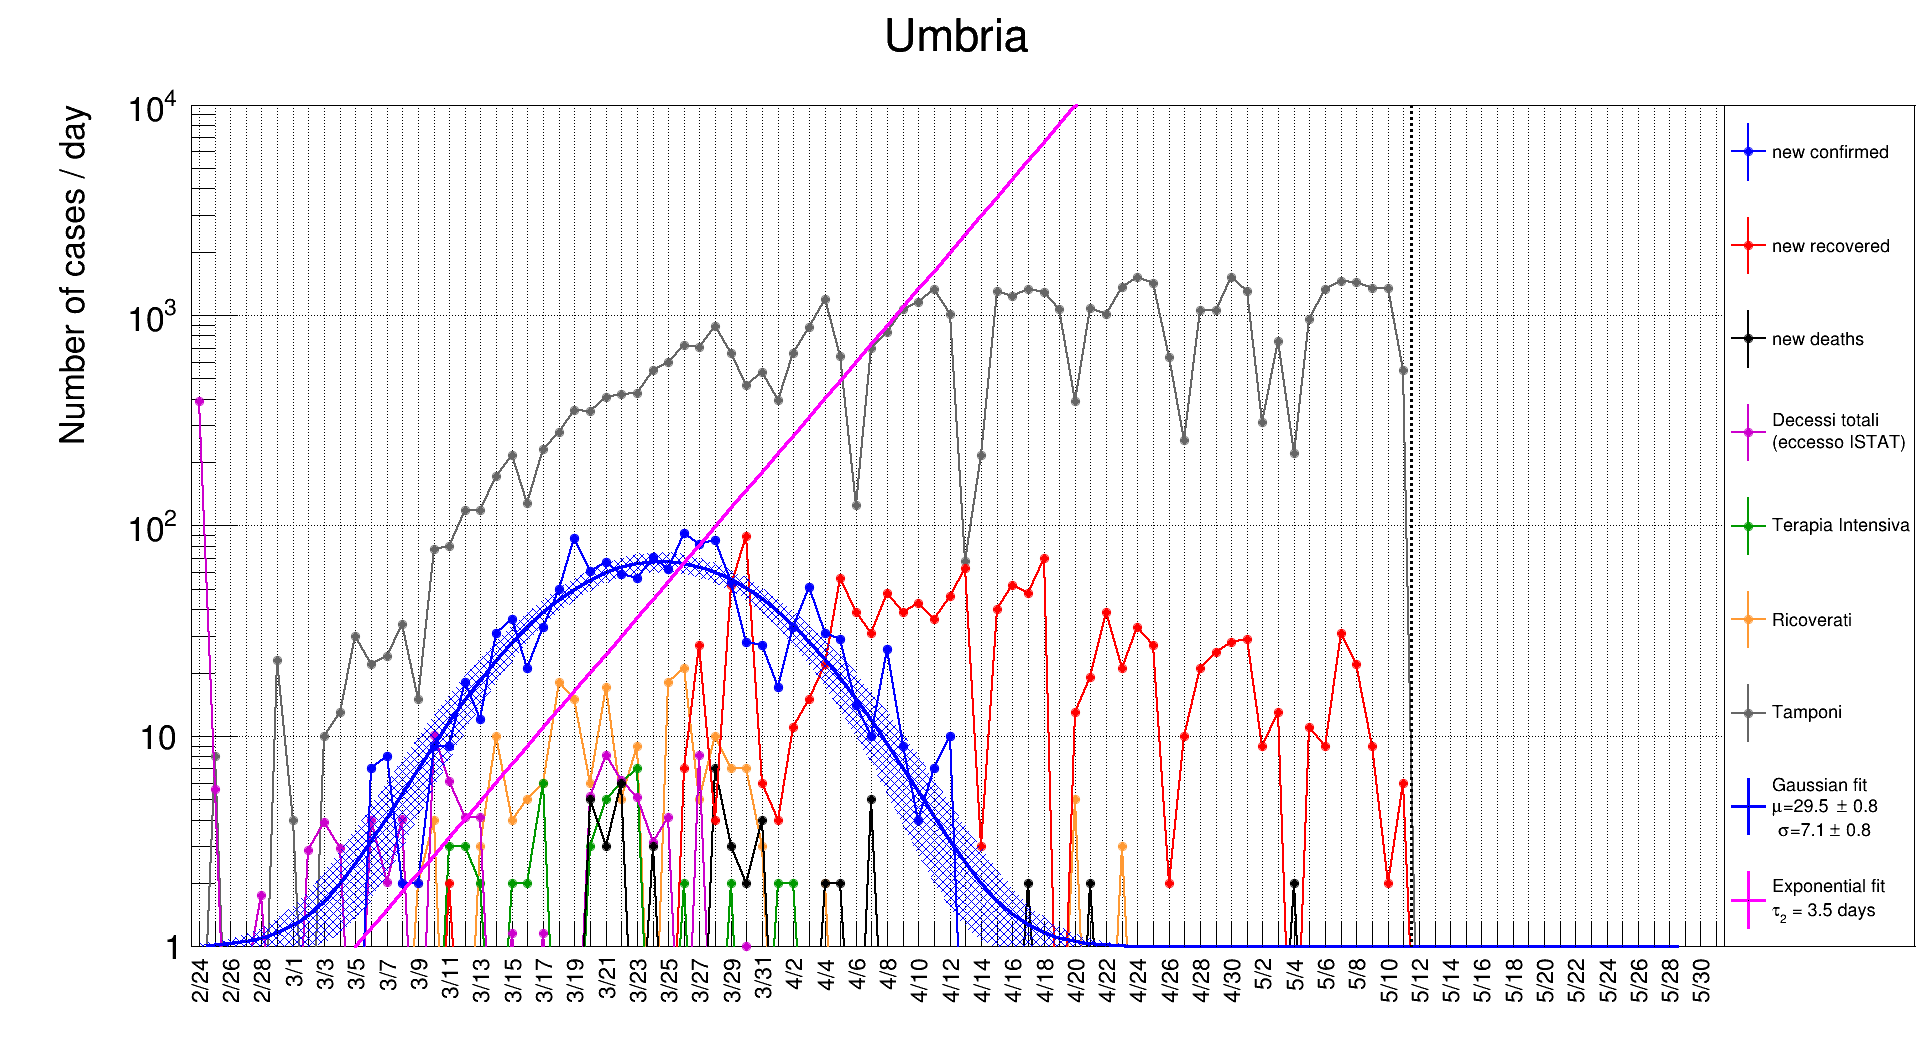 Umbria
Number of cases / day
10⁴
10³
10²
10
1
2/24 2/26 2/28 3/1 3/3 3/5 3/7 3/9 3/11 3/13 3/15 3/17 3/19 3/21 3/23 3/25 3/27 3/29 3/31 4/2 4/4 4/6 4/8 4/10 4/12 4/14 4/16 4/18 4/20 4/22 4/24 4/26 4/28 4/30 5/2 5/4 5/6 5/8 5/10 5/12 5/14 5/16 5/18 5/20 5/22 5/24 5/26 5/28 5/30
new confirmed
new recovered
new deaths
Decessi totali
(eccesso ISTAT)
Terapia Intensiva
Ricoverati
Tamponi
Gaussian fit
μ=29.5 ± 0.8
σ=7.1 ± 0.8
Exponential fit
τ₂ = 3.5 days